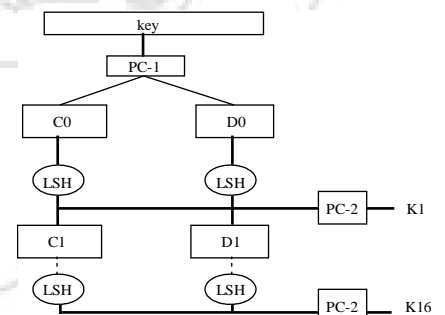 key
PC-1
C0 D0
LSH LSH
PC-2 K1
C1 D1
LSH LSH
PC-2 K16